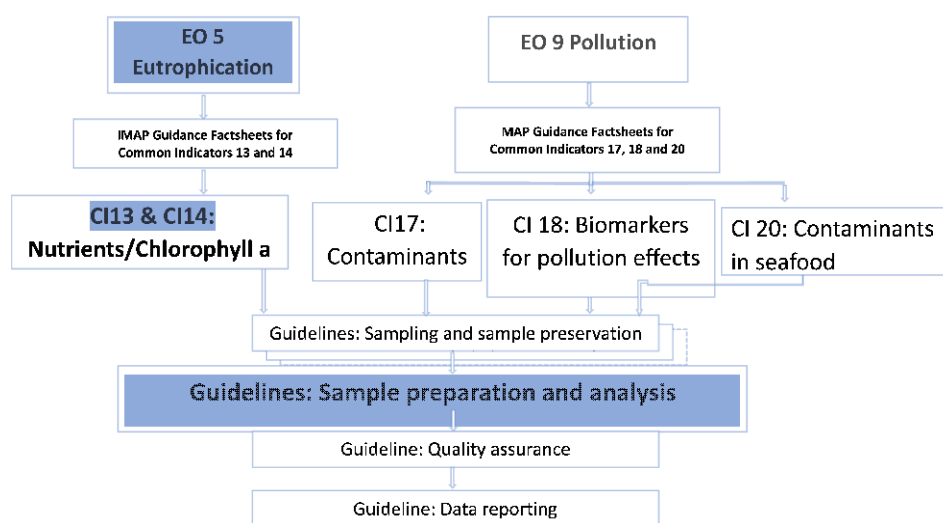 EO 5
Eutrophication
EO 9 Pollution
IMAP Guidance Factsheets for
Common Indicators 13 and 14
MAP Guidance Factsheets for
Common Indicators 17, 18 and 20
CI13 & CI14:
Nutrients/Chlorophyll a
CI17:
Contaminants
CI 18: Biomarkers
for pollution effects
CI 20: Contaminants
in seafood
Guidelines: Sampling and sample preservation
Guidelines: Sample preparation and analysis
Guideline: Quality assurance
Guideline: Data reporting